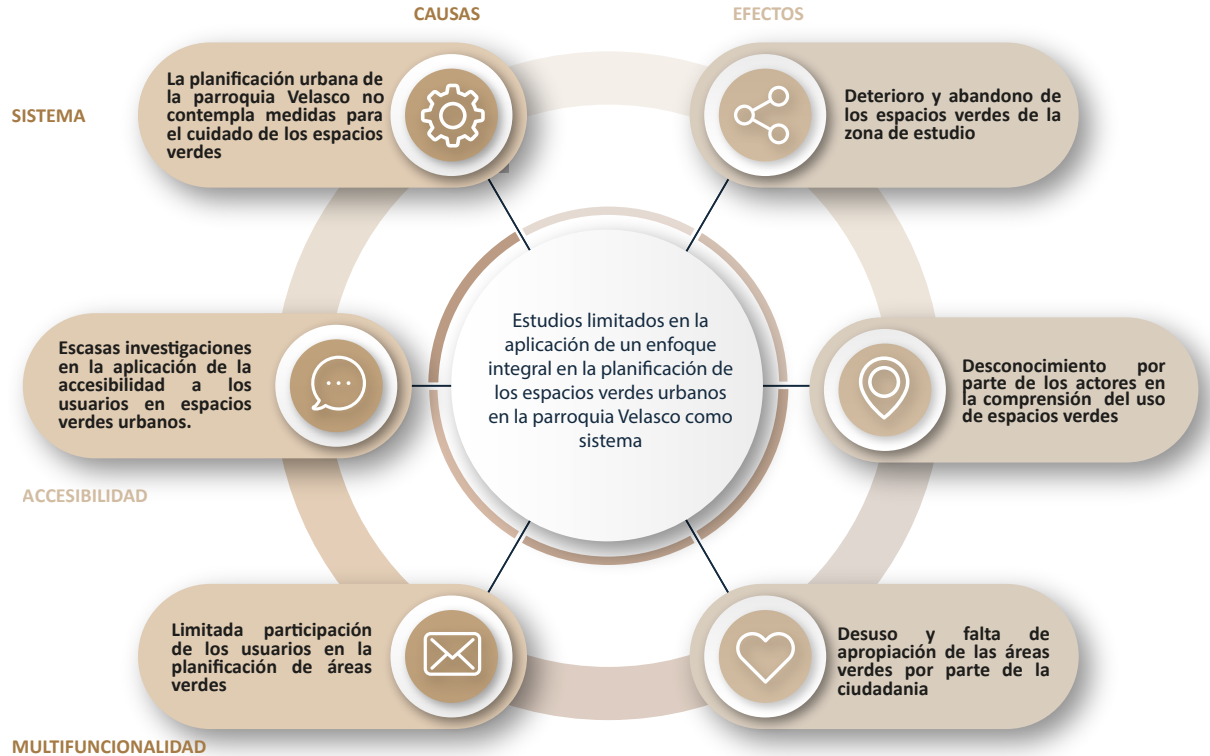 CAUSAS
EFECTOS
SISTEMA
La planificación urbana de
la parroquia Velasco no
contempla medidas para
el cuidado de los espacios
verdes
Deterioro y abandono de
los espacios verdes de la
zona de estudio
Estudios limitados en la
aplicación de un enfoque
integral en la planificación de
los espacios verdes urbanos
en la parroquia Velasco como
sistema
Escasas investigaciones
en la aplicación de la
accesibilidad a los
usuarios en espacios
verdes urbanos.
Desconocimiento por
parte de los actores en
la comprensión del uso
de espacios verdes
ACCESIBILIDAD
Limitada participación
de los usuarios en la
planificación de áreas
verdes
Desuso y falta de
apropiación de las áreas
verdes por parte de la
ciudadania
MULTIFUNCIONALIDAD